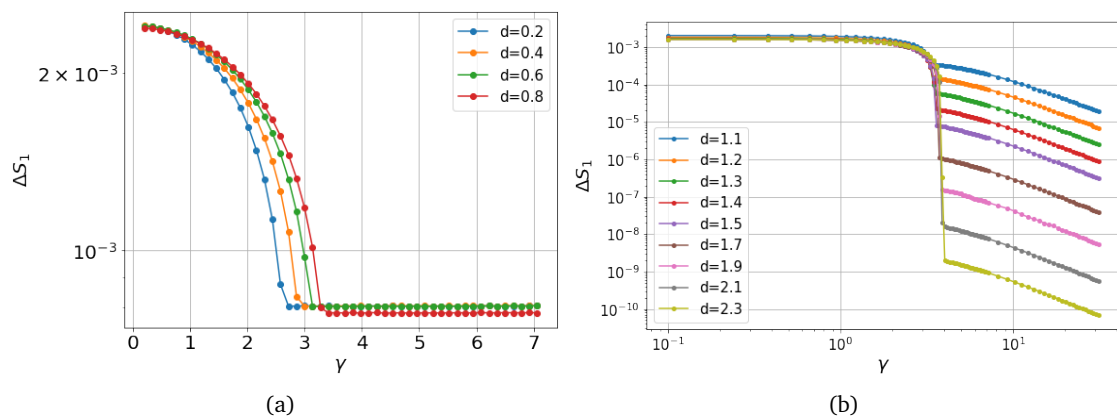 2 × 10⁻³
10⁻³
ΔS₁
0 1 2 3 4 5 6 7
γ
d=0.2
d=0.4
d=0.6
d=0.8
(a)
10⁻³
10⁻⁴
10⁻⁵
10⁻⁶
10⁻⁷
10⁻⁸
10⁻⁹
10⁻¹⁰
ΔS₁
d=1.1
d=1.2
d=1.3
d=1.4
d=1.5
d=1.7
d=1.9
d=2.1
d=2.3
10⁻¹ 10⁰ 10¹
γ
(b)